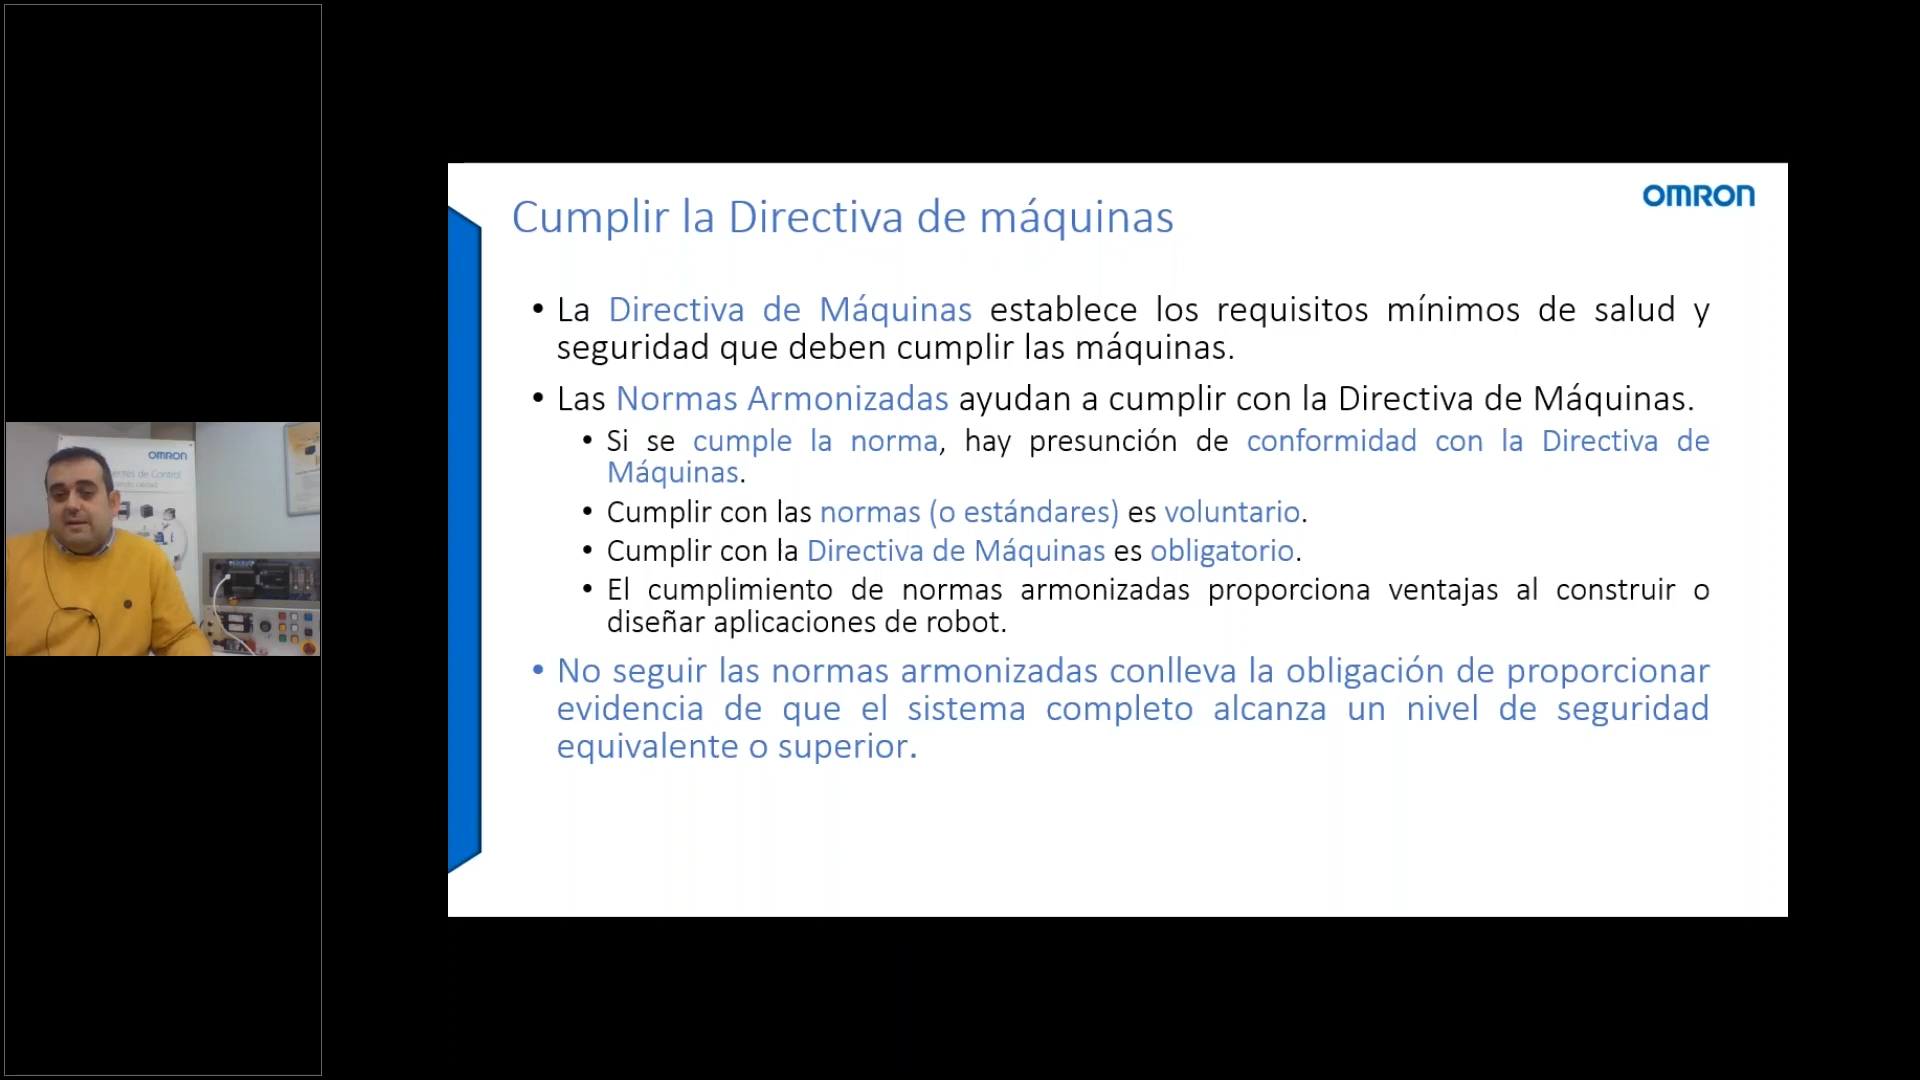 OMRON
Cumplir la Directiva de máquinas
• La Directiva de Máquinas establece los requisitos mínimos de salud y
seguridad que deben cumplir las máquinas.
• Las Normas Armonizadas ayudan a cumplir con la Directiva de Máquinas.
• Si se cumple la norma, hay presunción de conformidad con la Directiva de
Máquinas.
• Cumplir con las normas (o estándares) es voluntario.
• Cumplir con la Directiva de Máquinas es obligatorio.
• El cumplimiento de normas armonizadas proporciona ventajas al construir o
diseñar aplicaciones de robot.
• No seguir las normas armonizadas conlleva la obligación de proporcionar
evidencia de que el sistema completo alcanza un nivel de seguridad
equivalente o superior.
OMRON
entes de Control